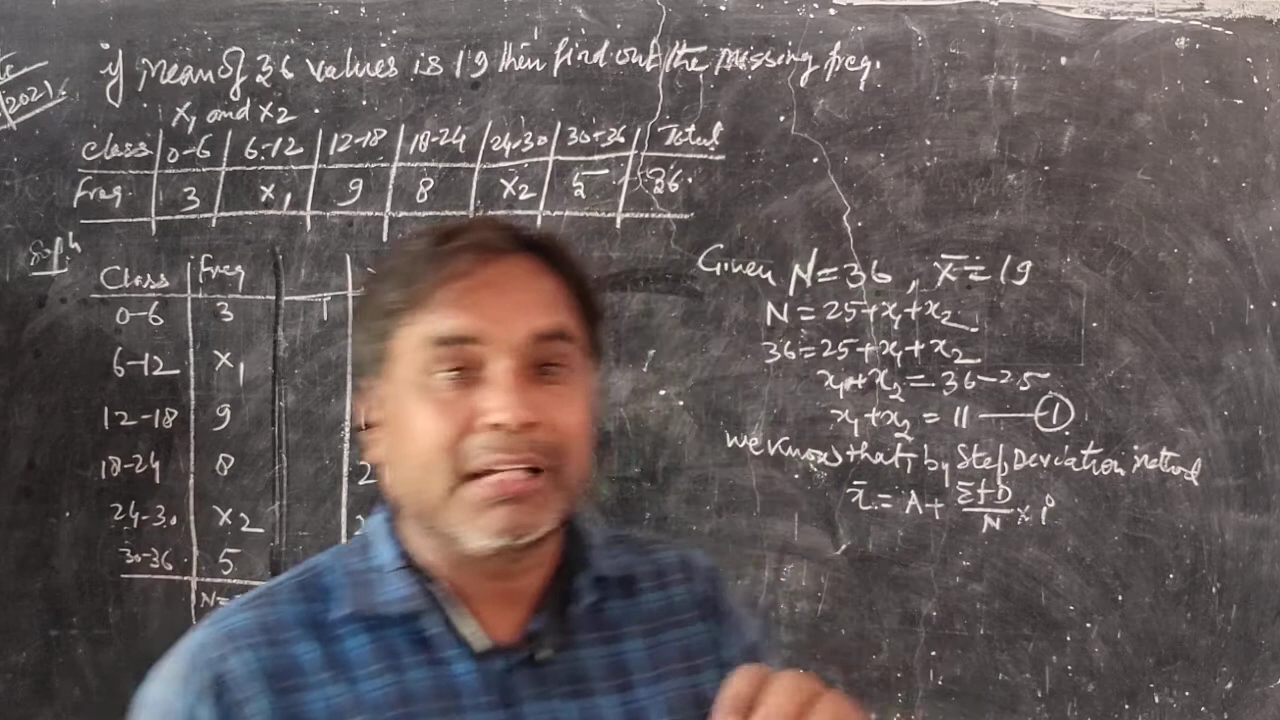 2021.
if mean of 36 values is 19 then find out the missing freq.
x1 and x2
class 0-6 6-12 12-18 18-24 24-30 30-36 Total
freq. 3 x1 9 8 x2 5 36.
Solⁿ
Class Freq
0-6 3
6-12 x1
12-18 9
18-24 8
24-30 x2
30-36 5
N=
Given N=36, x̄=19
N=25+x1+x2
36=25+x1+x2
x1+x2=36-25
x1+x2=11 ——①
we know that by Step Deviation method
x̄=A+ΣfD/N×i